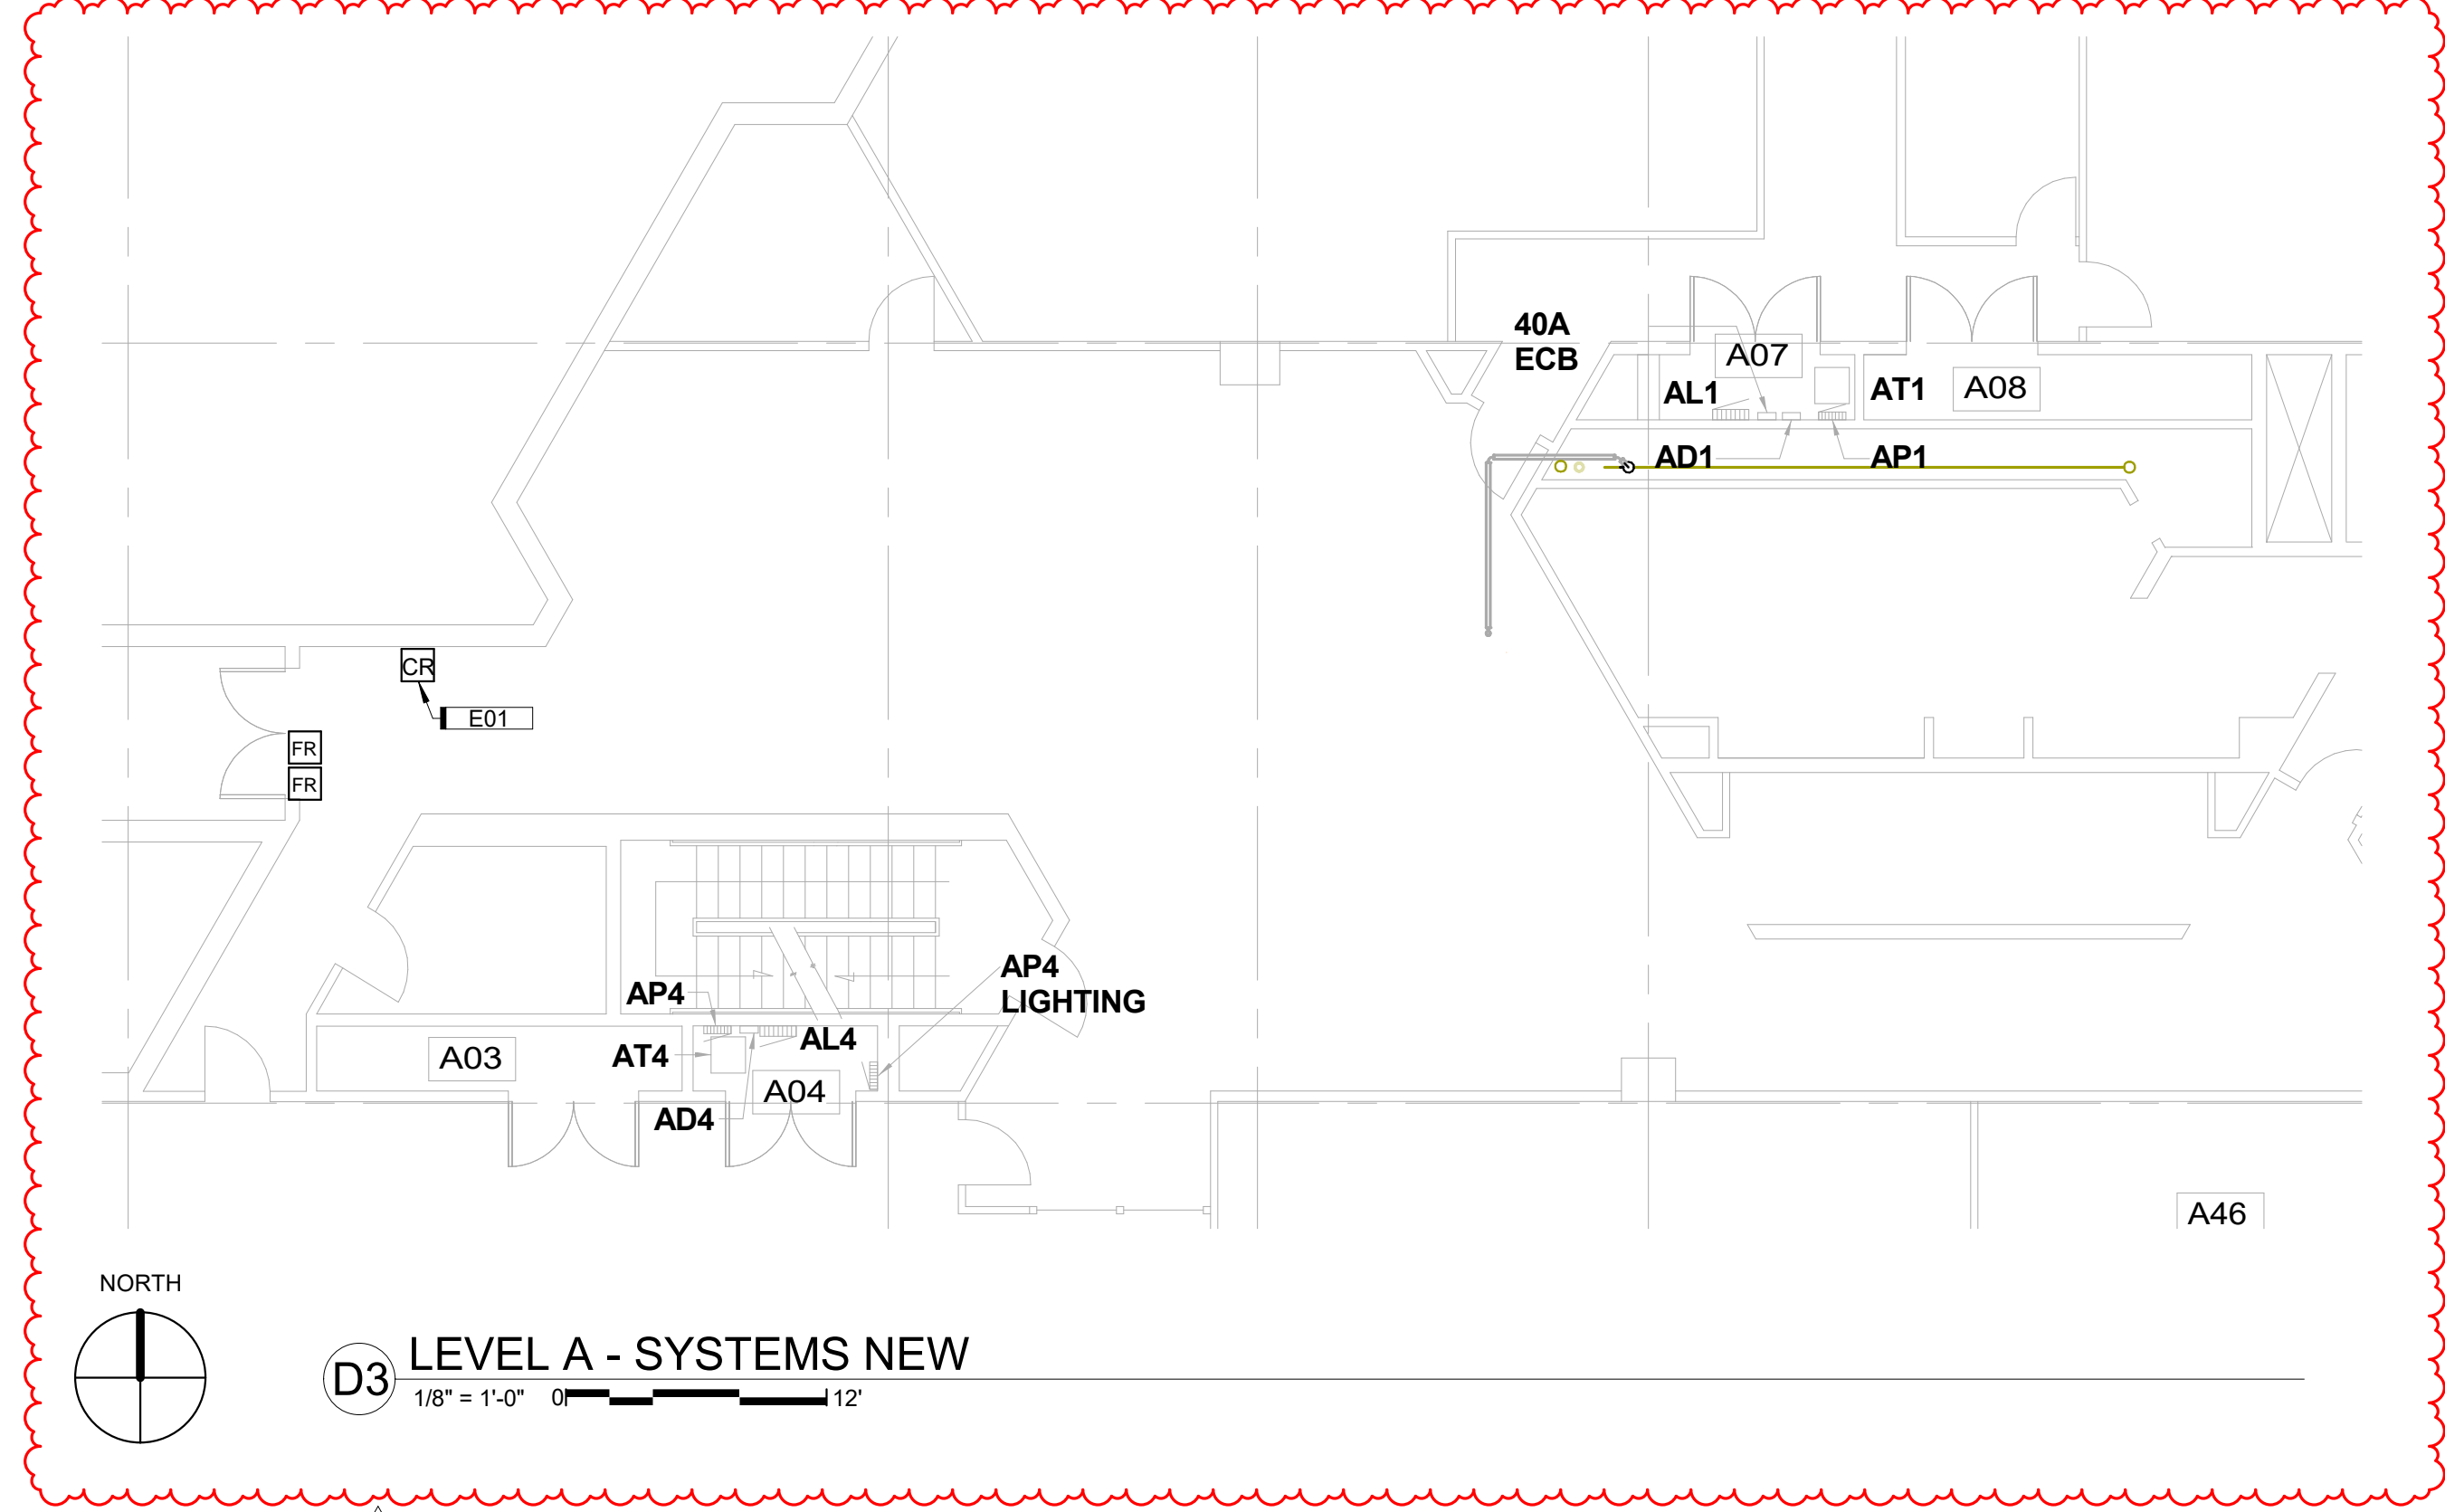 40A
ECB
A07
AL1
AT1
A08
AD1
AP1
CR
E01
FR
FR
AP4
LIGHTING
AP4
AL4
AT4
A03
A04
AD4
A46
NORTH
D3
LEVEL A - SYSTEMS NEW
1/8" = 1'-0" 0 12'